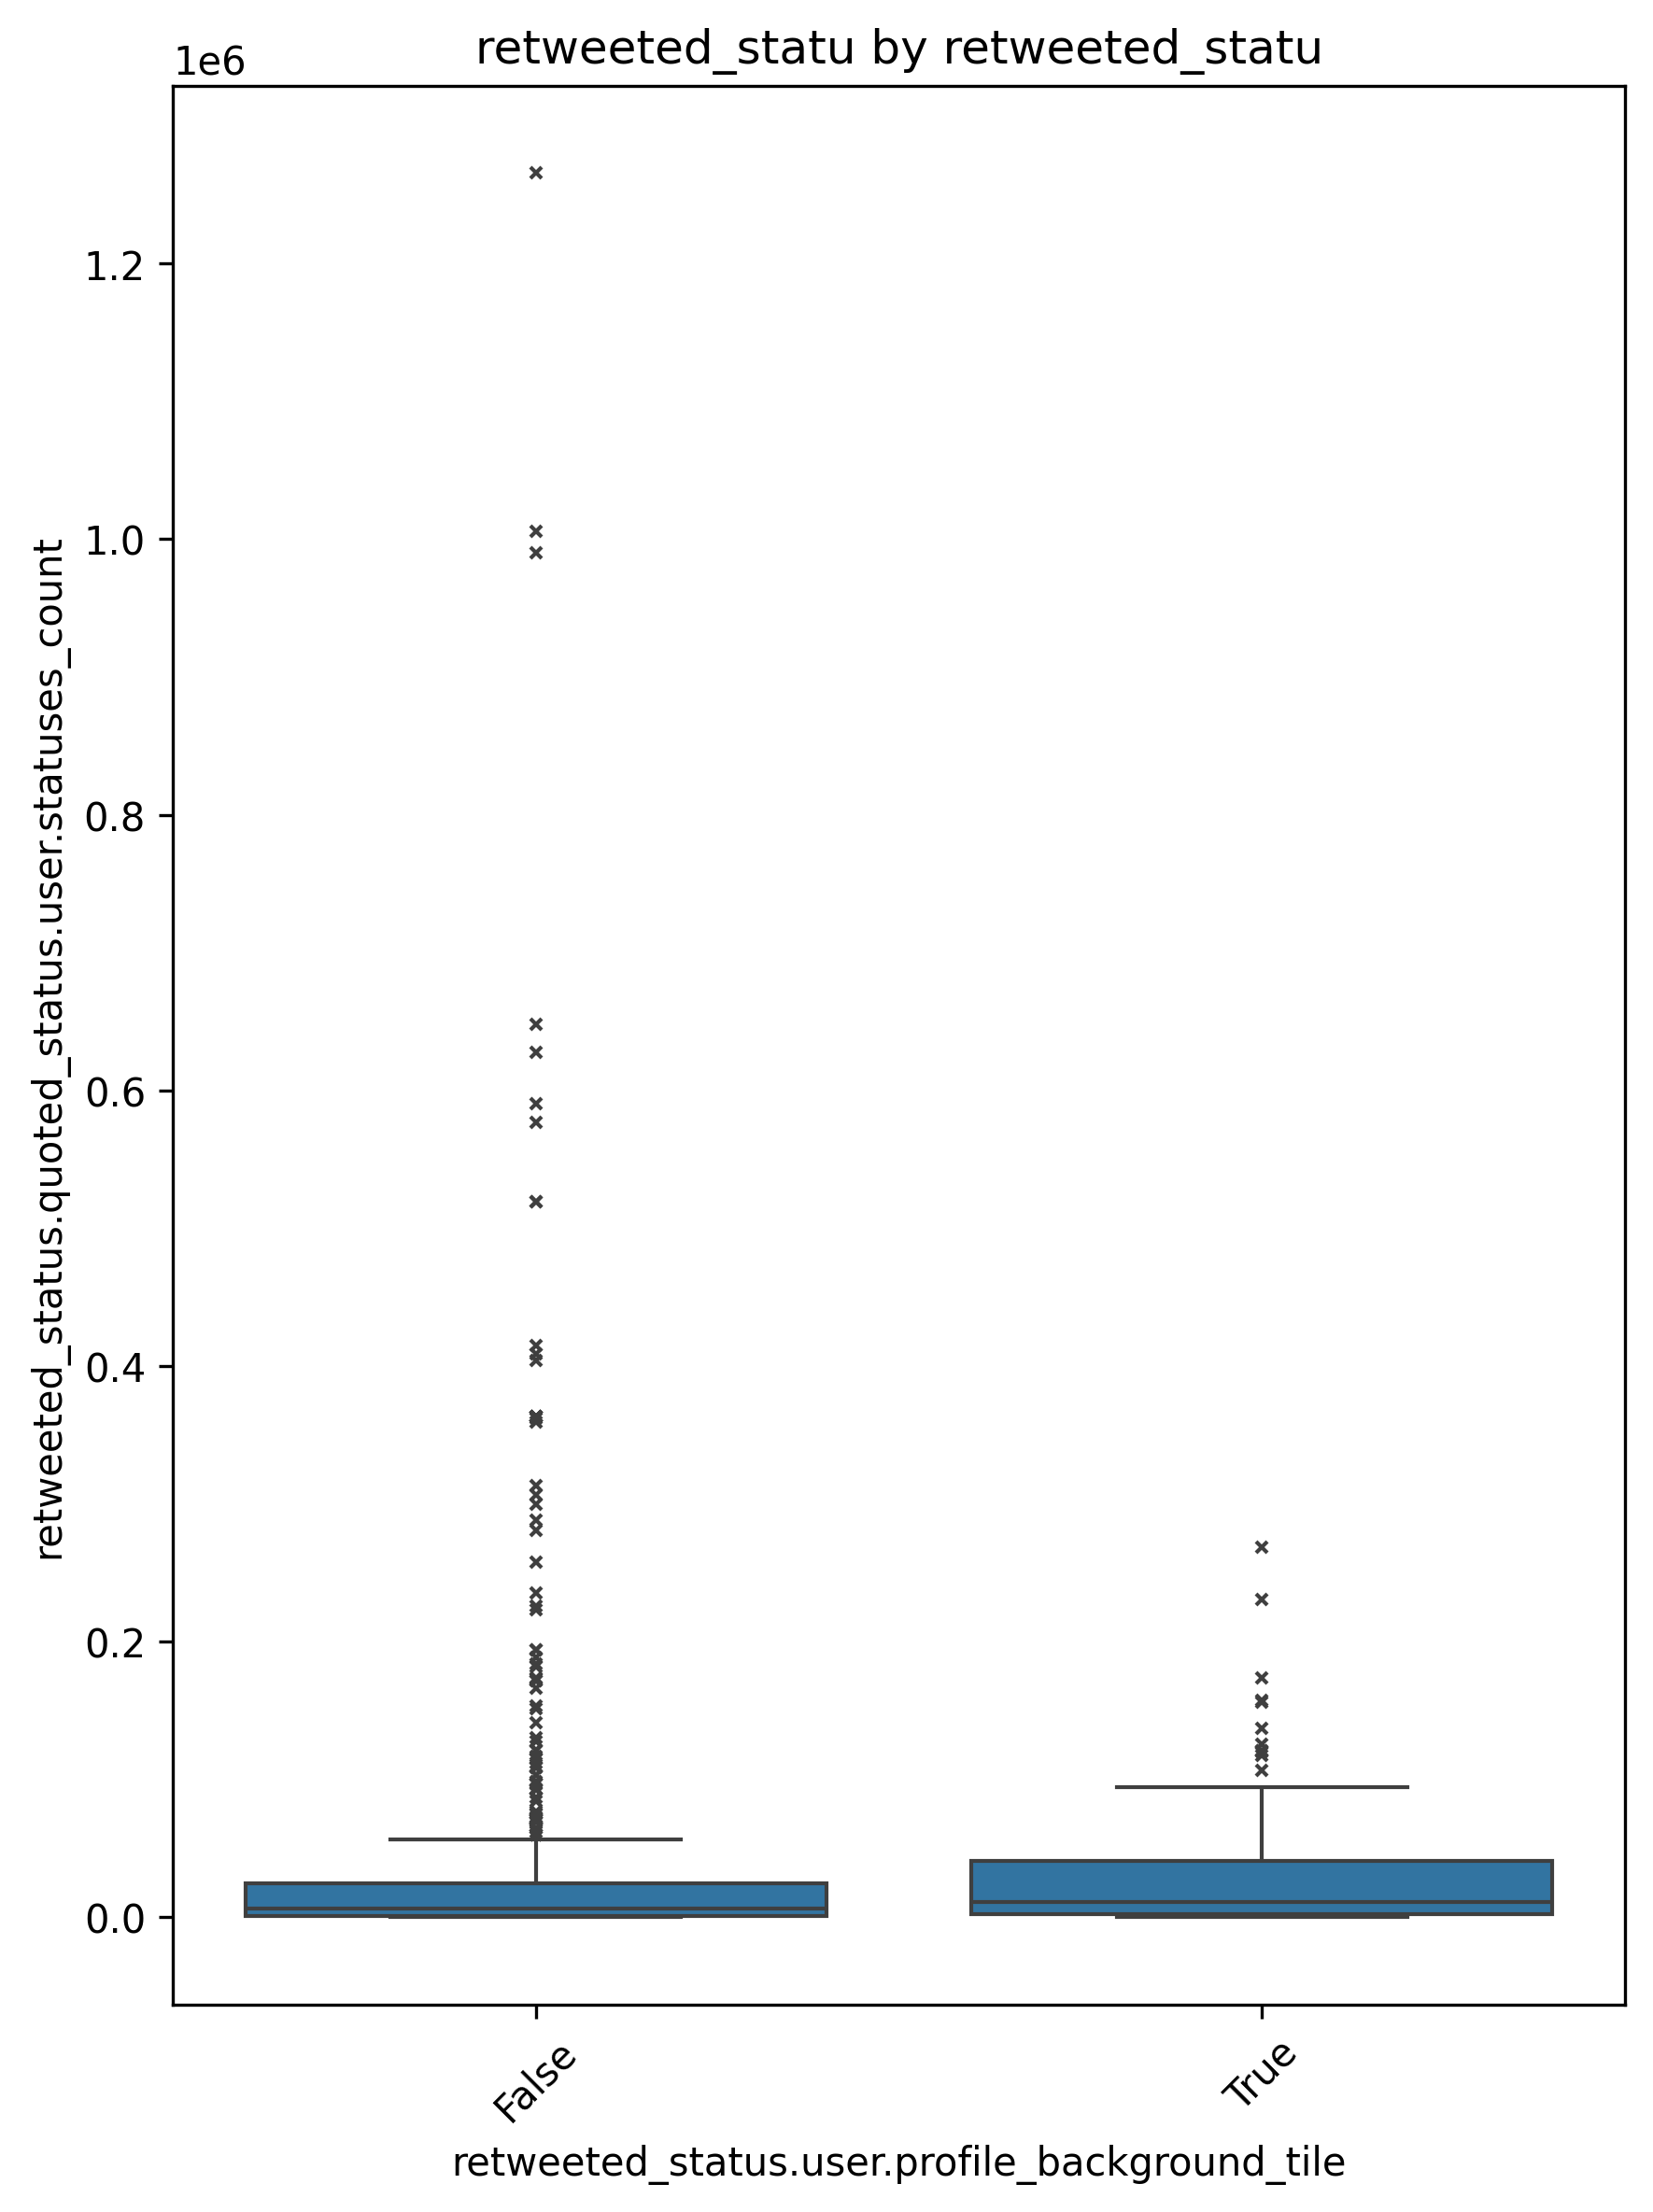 retweeted_statu by retweeted_statu
1e6
1.2
1.0
0.8
0.6
0.4
0.2
0.0
retweeted_status.quoted_status.user.statuses_count
False
True
retweeted_status.user.profile_background_tile